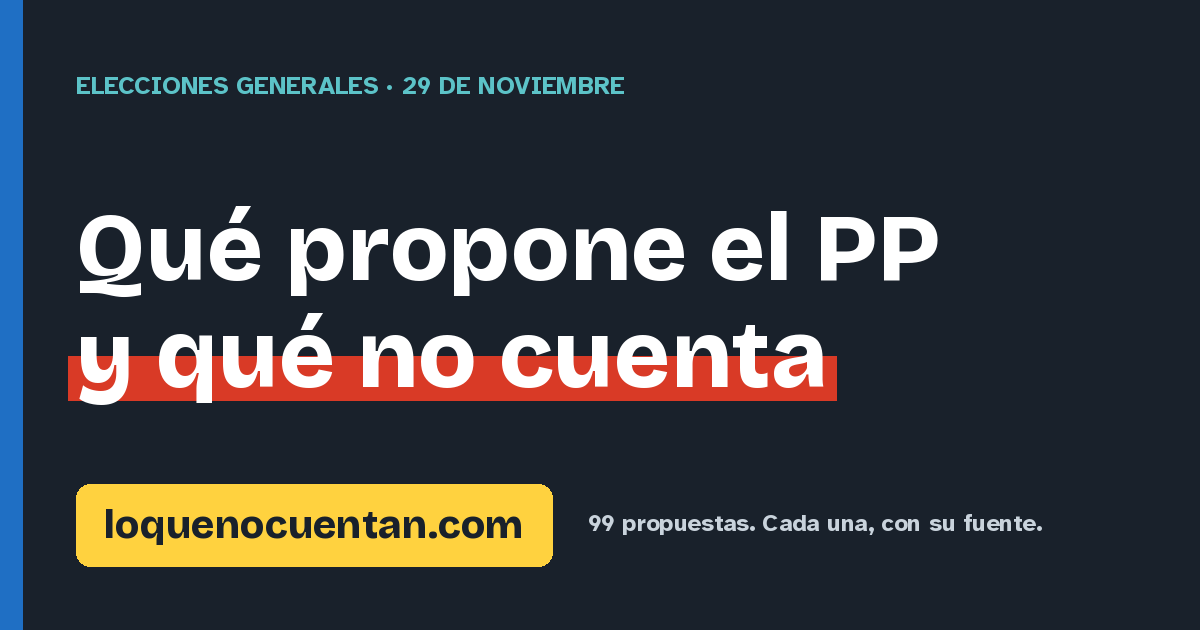 ELECCIONES GENERALES · 29 DE NOVIEMBRE
Qué propone el PP
y qué no cuenta
loquenocuentan.com
99 propuestas. Cada una, con su fuente.